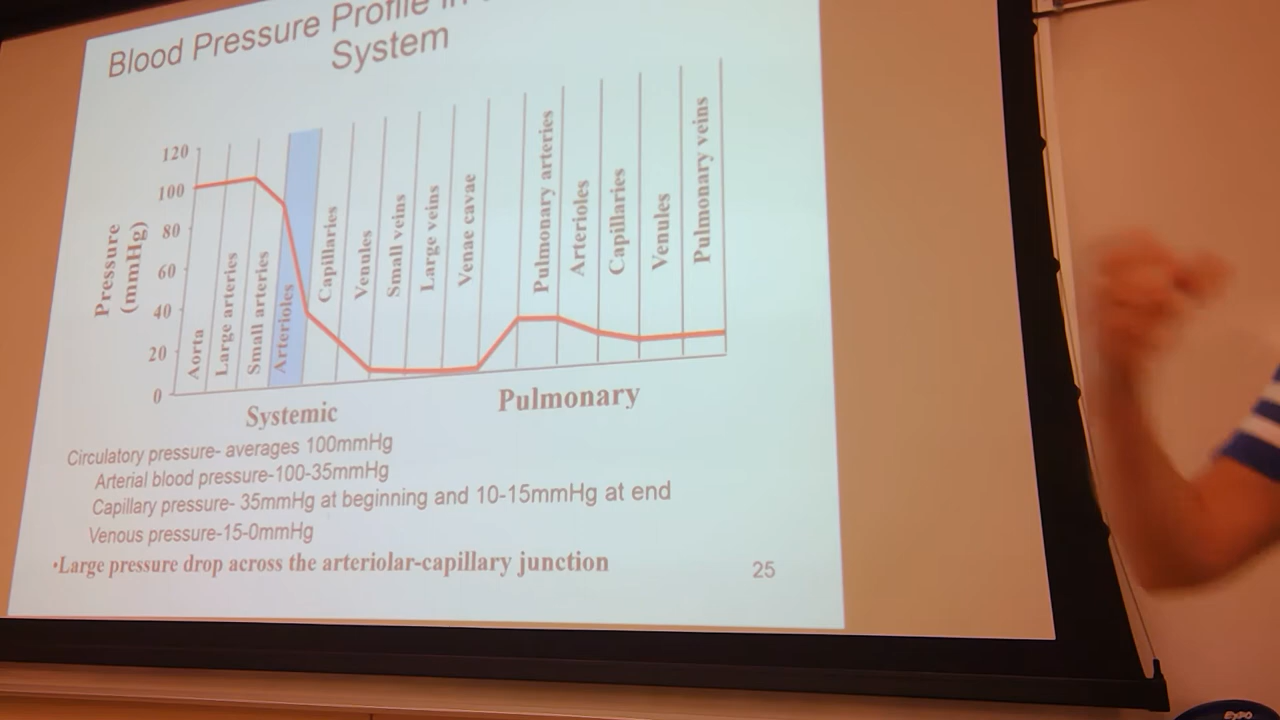 Blood Pressure Profile in
System
120
100
80
60
40
20
0
Pressure
(mmHg)
Aorta
Large arteries
Small arteries
Arterioles
Capillaries
Venules
Small veins
Large veins
Venae cavae
Pulmonary arteries
Arterioles
Capillaries
Venules
Pulmonary veins
Systemic
Pulmonary
Circulatory pressure- averages 100mmHg
Arterial blood pressure-100-35mmHg
Capillary pressure- 35mmHg at beginning and 10-15mmHg at end
Venous pressure-15-0mmHg
•Large pressure drop across the arteriolar-capillary junction
25
EXPO